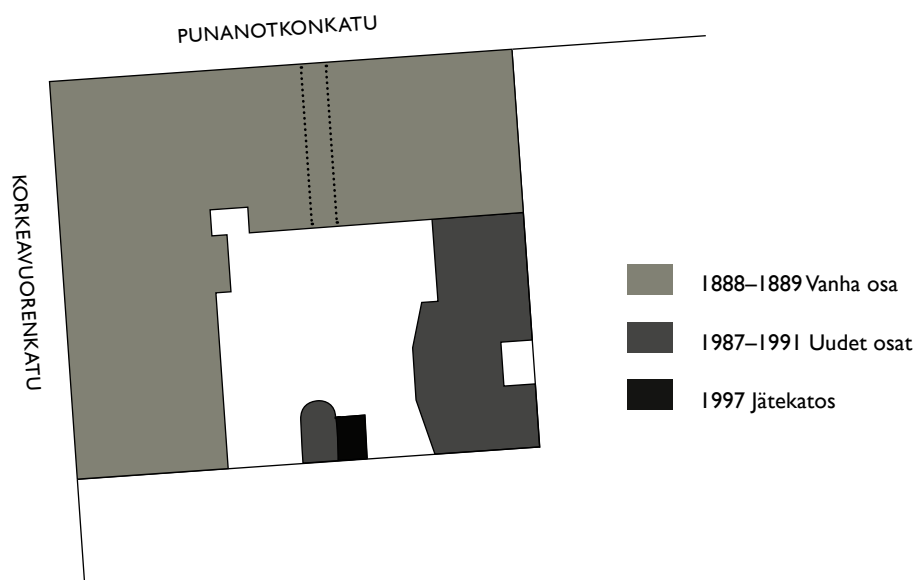 PUNANOTKONKATU
KORKEAVUORENKATU
1888–1889 Vanha osa
1987–1991 Uudet osat
1997 Jätekatos